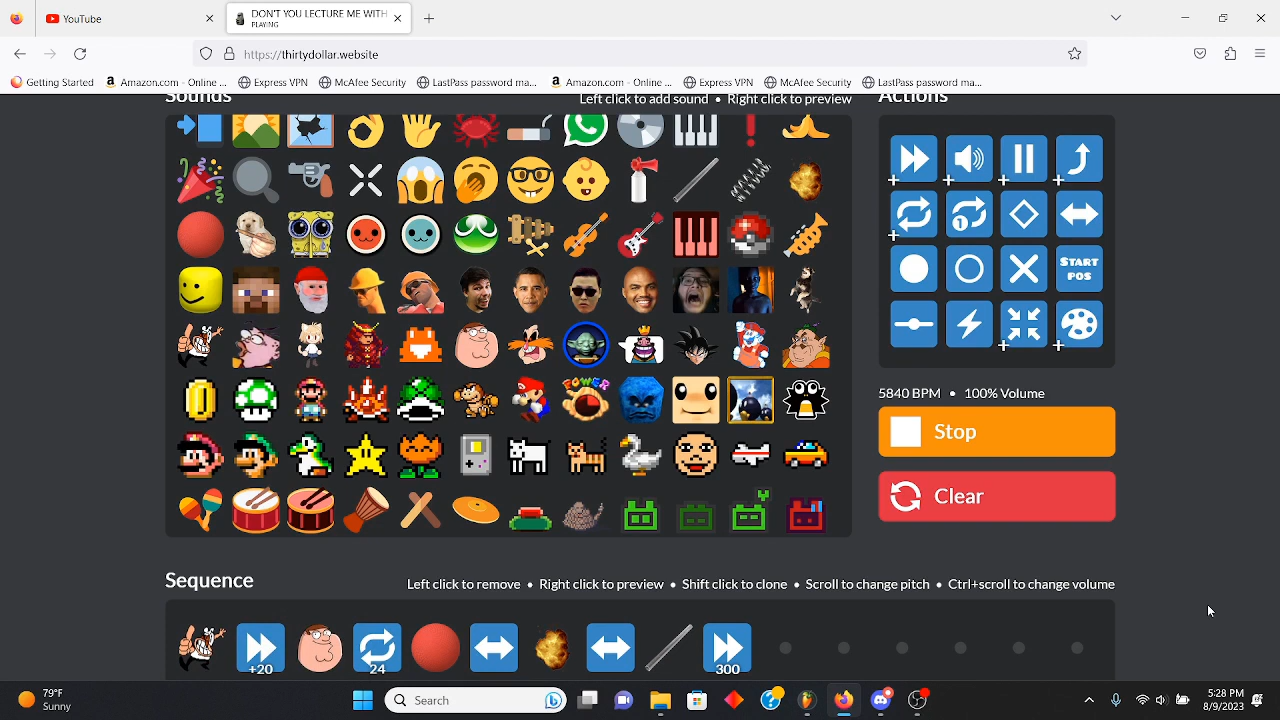 YouTube
DON'T YOU LECTURE ME WITH
PLAYING
https://thirtydollar.website
Getting Started
Amazon.com - Online ...
Express VPN
McAfee Security
LastPass password ma...
Amazon.com - Online ...
Express VPN
McAfee Security
LastPass password ma...
Sounds
Left click to add sound • Right click to preview
Actions
START
POS
POWER
5840 BPM • 100% Volume
Stop
Clear
Sequence
Left click to remove • Right click to preview • Shift click to clone • Scroll to change pitch • Ctrl+scroll to change volume
+20
24
300
79°F
Sunny
Search
5:28 PM
8/9/2023